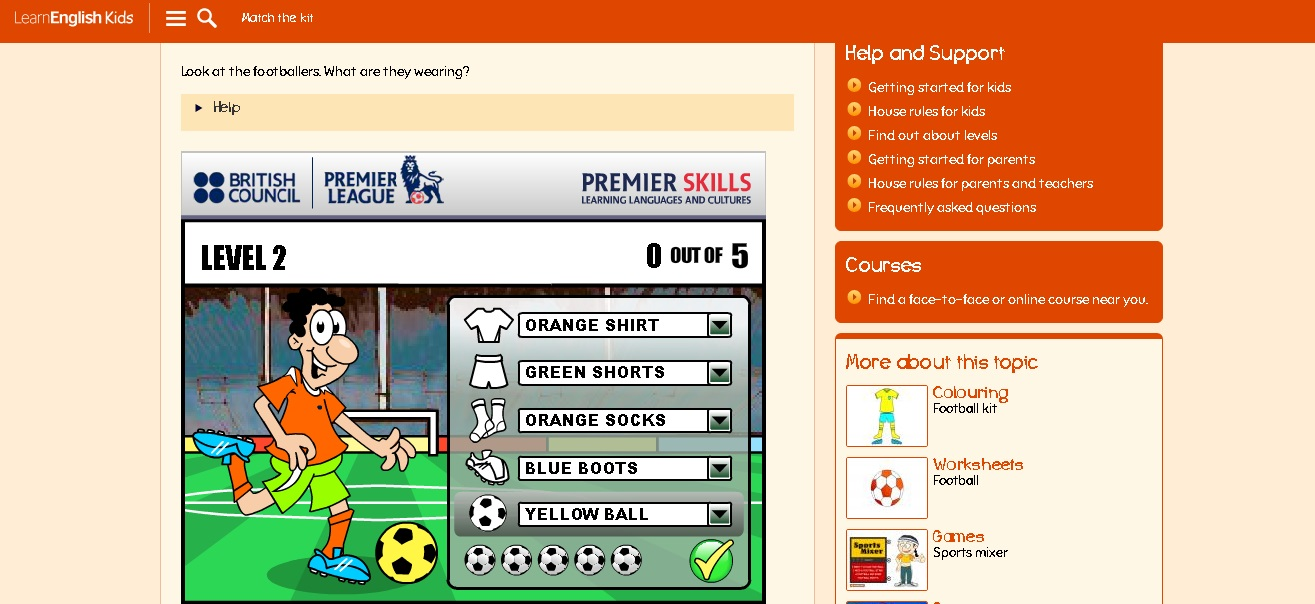 LearnEnglish Kids
Match the kit
Look at the footballers. What are they wearing?
Help
BRITISH COUNCIL
PREMIER LEAGUE
PREMIER SKILLS
LEARNING LANGUAGES AND CULTURES
LEVEL 2
0 OUT OF 5
ORANGE SHIRT
GREEN SHORTS
ORANGE SOCKS
BLUE BOOTS
YELLOW BALL
Help and Support
Getting started for kids
House rules for kids
Find out about levels
Getting started for parents
House rules for parents and teachers
Frequently asked questions
Courses
Find a face-to-face or online course near you.
More about this topic
Colouring
Football kit
Worksheets
Football
Games
Sports mixer
Sports
Mixer